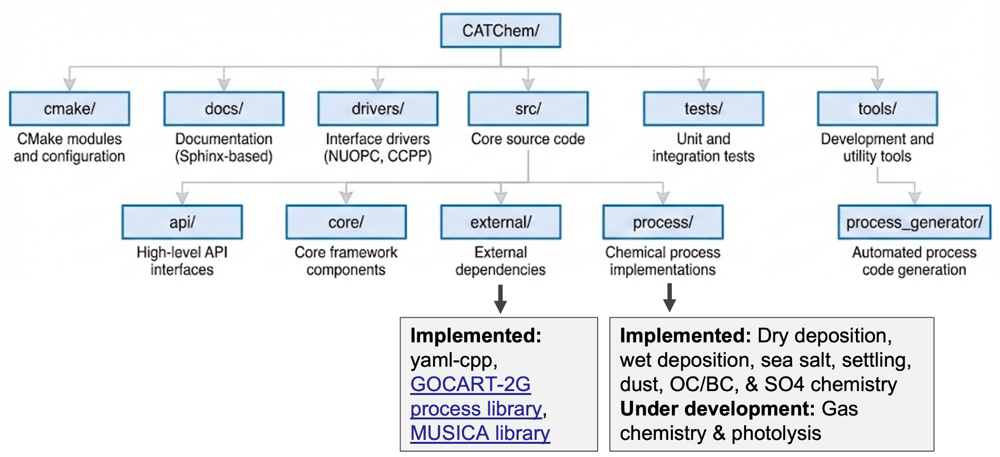 CATChem/
cmake/
CMake modules
and configuration
docs/
Documentation
(Sphinx-based)
drivers/
Interface drivers
(NUOPC, CCPP)
src/
Core source code
tests/
Unit and
integration tests
tools/
Development and
utility tools
api/
High-level API
interfaces
core/
Core framework
components
external/
External
dependencies
process/
Chemical process
implementations
process_generator/
Automated process
code generation
Implemented:
yaml-cpp,
GOCART-2G
process library,
MUSICA library
Implemented: Dry deposition,
wet deposition, sea salt, settling,
dust, OC/BC, & SO4 chemistry
Under development: Gas
chemistry & photolysis